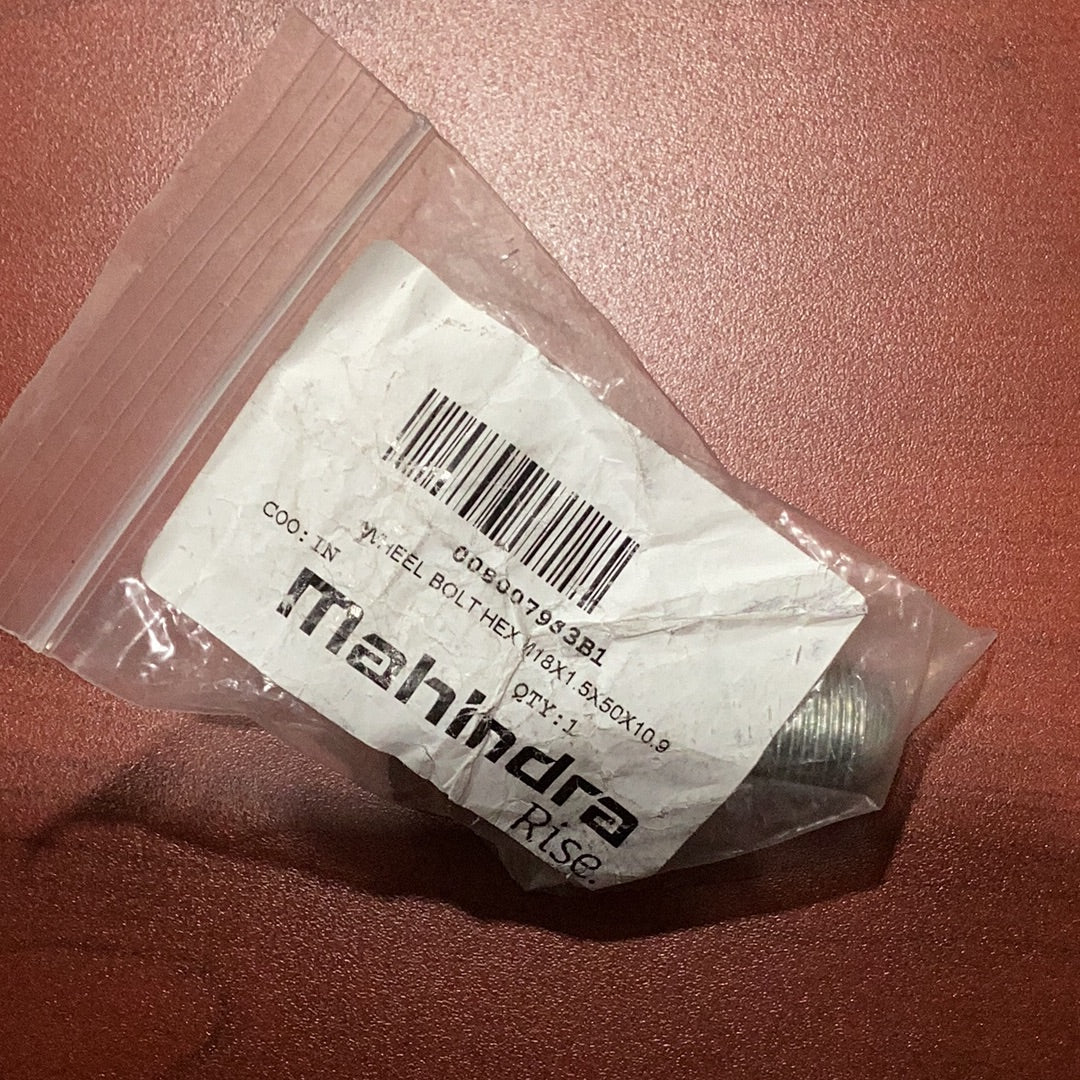 COO: IN
WHEEL BOLT HEX M18X1.5X50X10.9
QTY:1
mahindra
Rise.